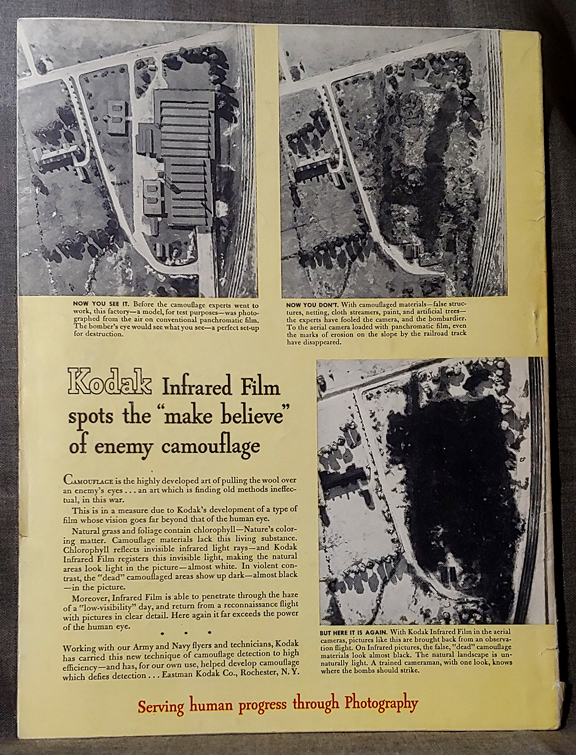 NOW YOU SEE IT. Before the camouflage experts went to
work, this factory—a model, for test purposes—was photo-
graphed from the air on conventional panchromatic film.
The bomber's eye would see what you see—a perfect set-up
for destruction.
NOW YOU DON'T. With camouflaged materials—false struc-
tures, netting, cloth streamers, paint, and artificial trees—
the experts have fooled the camera, and the bombardier.
To the aerial camera loaded with panchromatic film, even
the marks of erosion on the slope by the railroad track
have disappeared.
Kodak Infrared Film
spots the "make believe"
of enemy camouflage
CAMOUFLAGE is the highly developed art of pulling the wool over
an enemy's eyes . . . an art which is finding old methods ineffec-
tual, in this war.
This is in a measure due to Kodak's development of a type of
film whose vision goes far beyond that of the human eye.
Natural grass and foliage contain chlorophyll—Nature's color-
ing matter. Camouflage materials lack this living substance.
Chlorophyll reflects invisible infrared light rays—and Kodak
Infrared Film registers this invisible light, making the natural
areas look light in the picture—almost white. In violent con-
trast, the "dead" camouflaged areas show up dark—almost black
—in the picture.
Moreover, Infrared Film is able to penetrate through the haze
of a "low-visibility" day, and return from a reconnaissance flight
with pictures in clear detail. Here again it far exceeds the power
of the human eye.
• • •
Working with our Army and Navy flyers and technicians, Kodak
has carried this new technique of camouflage detection to high
efficiency—and has, for our own use, helped develop camouflage
which defies detection . . . Eastman Kodak Co., Rochester, N. Y.
BUT HERE IT IS AGAIN. With Kodak Infrared Film in the aerial
cameras, pictures like this are brought back from an observa-
tion flight. On Infrared pictures, the false, "dead" camouflage
materials look almost black. The natural landscape is un-
naturally light. A trained cameraman, with one look, knows
where the bombs should strike.
Serving human progress through Photography